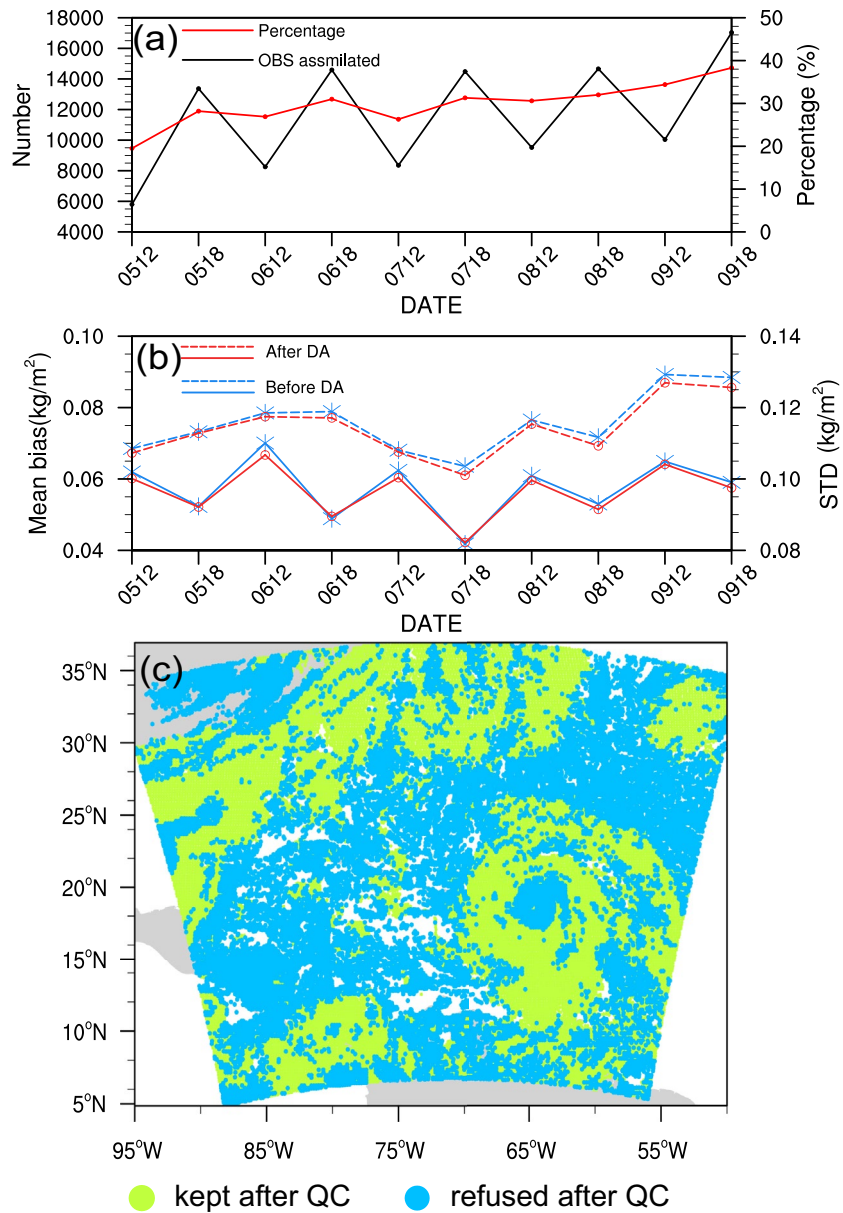 (a)
Percentage
OBS assmilated
18000
16000
14000
12000
10000
8000
6000
4000
Number
50
40
30
20
10
0
Percentage (%)
0512 0518 0612 0618 0712 0718 0812 0818 0912 0918
DATE
(b)
After DA
Before DA
0.10
0.08
0.06
0.04
Mean bias(kg/m²)
0.14
0.12
0.10
0.08
STD (kg/m²)
0512 0518 0612 0618 0712 0718 0812 0818 0912 0918
DATE
(c)
35°N
30°N
25°N
20°N
15°N
10°N
5°N
95°W 85°W 75°W 65°W 55°W
kept after QC refused after QC